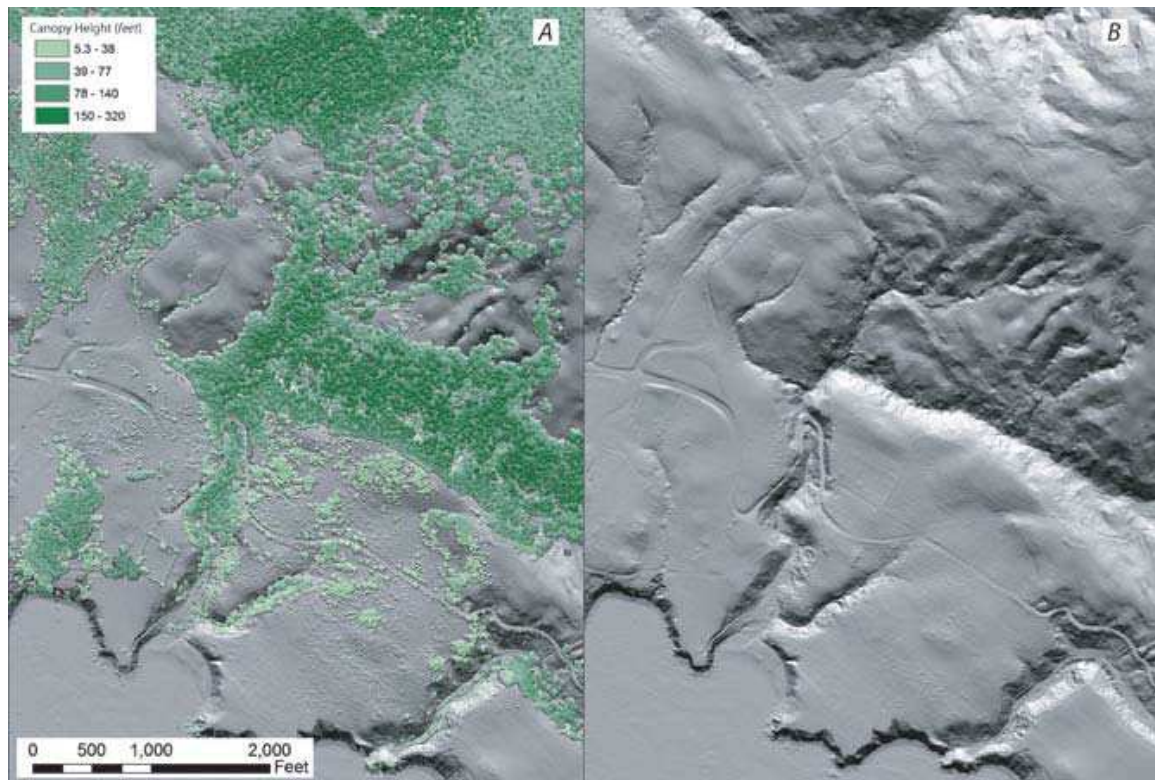 Canopy Height (feet)
5.3 - 38
39 - 77
78 - 140
150 - 320
A
B
0 500 1,000 2,000
Feet